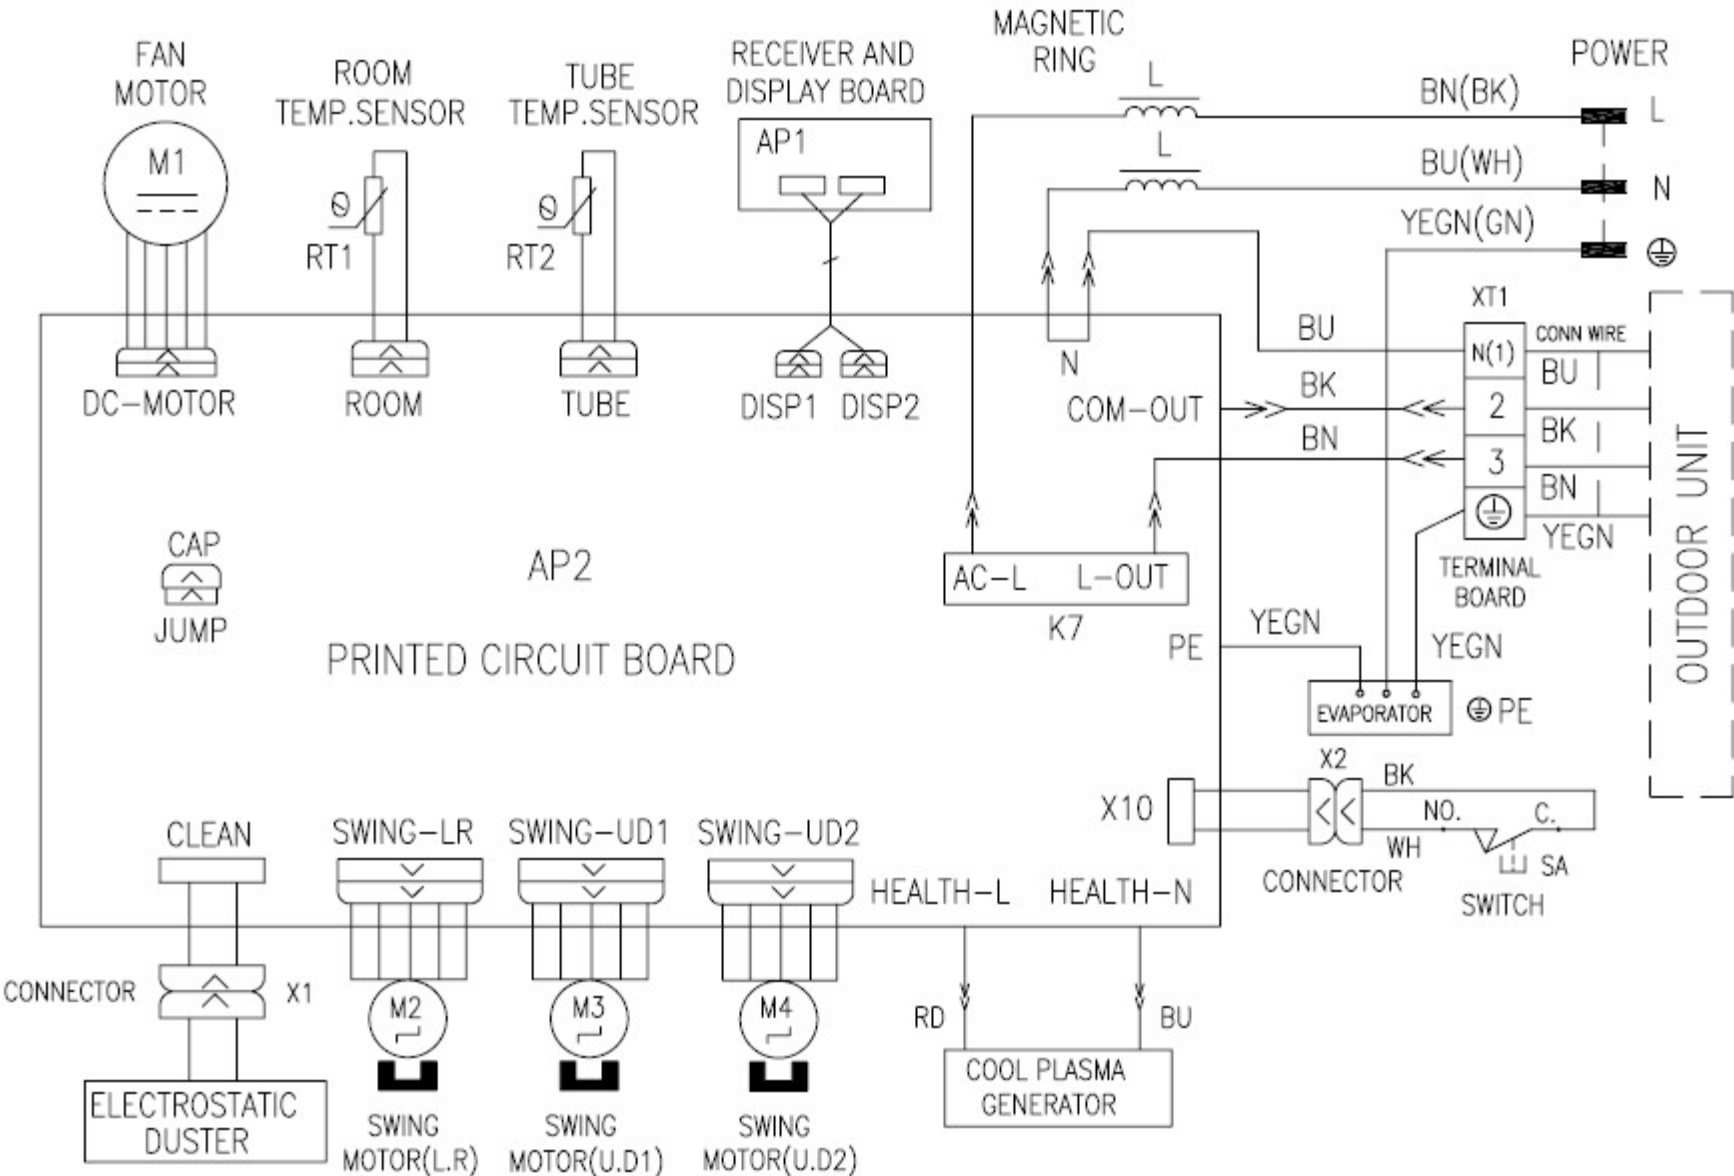 FAN
MOTOR
M1
ROOM
TEMP.SENSOR
RT1
TUBE
TEMP.SENSOR
RT2
RECEIVER AND
DISPLAY BOARD
AP1
MAGNETIC
RING
L
L
POWER
BN(BK)
L
BU(WH)
N
YEGN(GN)
DC-MOTOR
ROOM
TUBE
DISP1
DISP2
N
COM-OUT
BU
BK
BN
XT1
N(1)
2
3
CONN WIRE
BU
BK
BN
YEGN
TERMINAL
BOARD
OUTDOOR UNIT
CAP
JUMP
AP2
PRINTED CIRCUIT BOARD
AC-L
L-OUT
K7
PE
YEGN
YEGN
EVAPORATOR
PE
X10
X2
BK
NO.
C.
WH
SA
CONNECTOR
SWITCH
CLEAN
SWING-LR
SWING-UD1
SWING-UD2
HEALTH-L
HEALTH-N
CONNECTOR
X1
M2
M3
M4
RD
BU
ELECTROSTATIC
DUSTER
SWING
MOTOR(L.R)
SWING
MOTOR(U.D1)
SWING
MOTOR(U.D2)
COOL PLASMA
GENERATOR